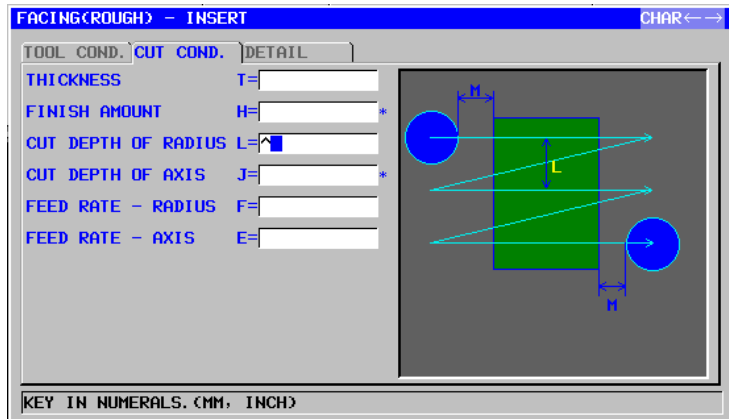 FACING(ROUGH) - INSERT CHAR←→
TOOL COND. CUT COND. DETAIL
THICKNESS T=
FINISH AMOUNT H= *
CUT DEPTH OF RADIUS L=^
CUT DEPTH OF AXIS J= *
FEED RATE - RADIUS F=
FEED RATE - AXIS E=
M
L
M
KEY IN NUMERALS.(MM, INCH)